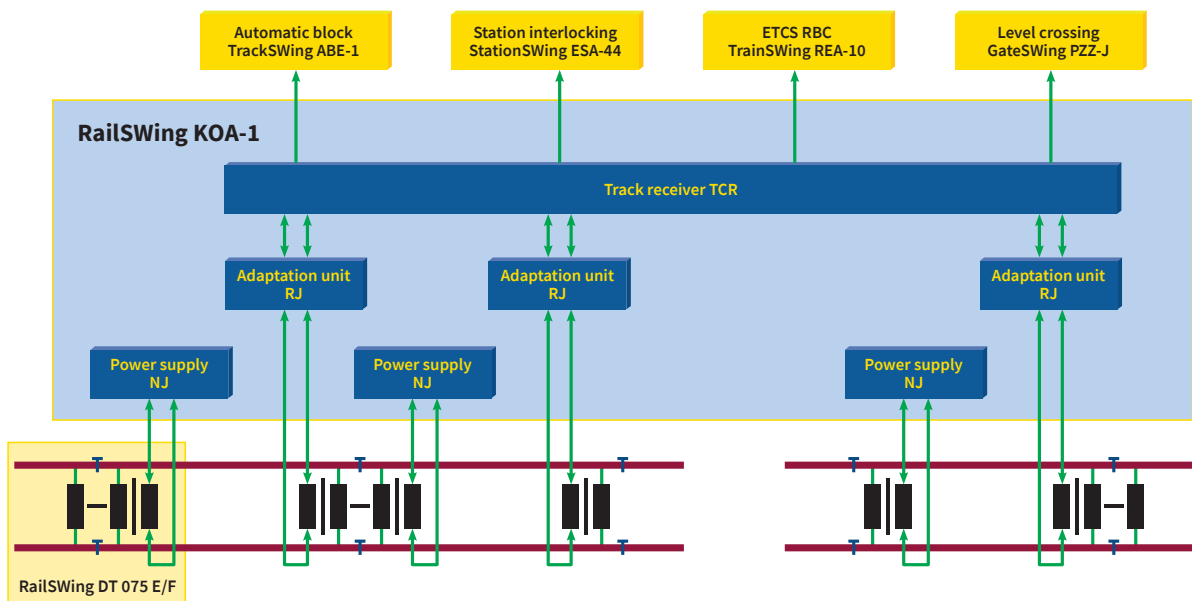 Automatic block
TrackSWing ABE-1
Station interlocking
StationSWing ESA-44
ETCS RBC
TrainSWing REA-10
Level crossing
GateSWing PZZ-J
RailSWing KOA-1
Track receiver TCR
Adaptation unit
RJ
Adaptation unit
RJ
Adaptation unit
RJ
Power supply
NJ
Power supply
NJ
Power supply
NJ
RailSWing DT 075 E/F